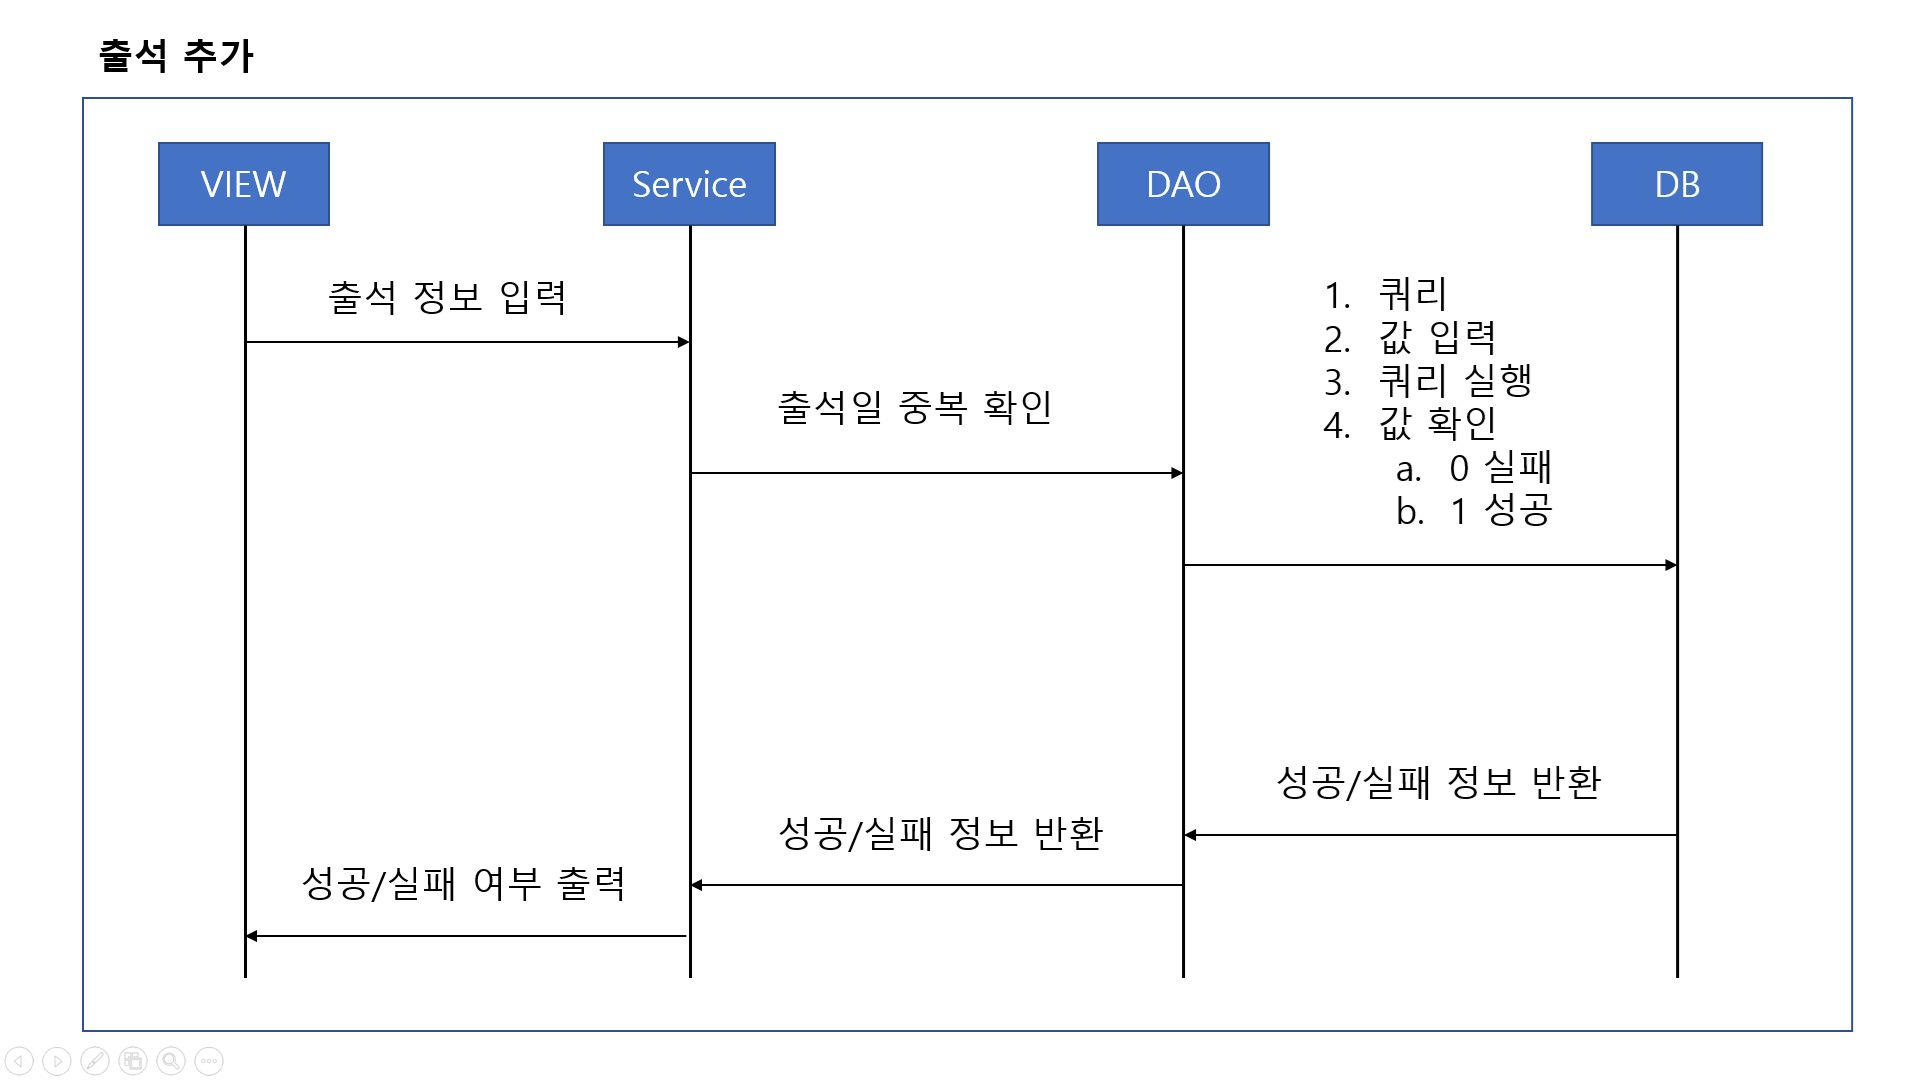 출석 추가
VIEW
Service
DAO
DB
출석 정보 입력
출석일 중복 확인
1. 쿼리
2. 값 입력
3. 쿼리 실행
4. 값 확인
a. 0 실패
b. 1 성공
성공/실패 정보 반환
성공/실패 정보 반환
성공/실패 여부 출력